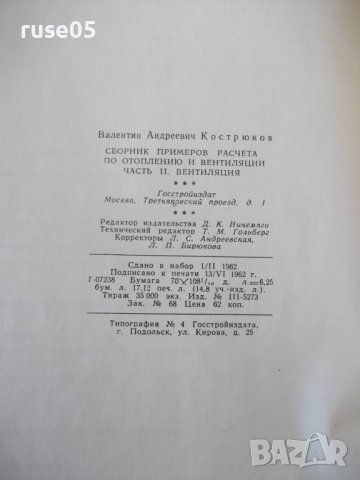 ruse05
Валентин Андреевич Кострюков
СБОРНИК ПРИМЕРОВ РАСЧЕТА
ПО ОТОПЛЕНИЮ И ВЕНТИЛЯЦИИ
ЧАСТЬ II. ВЕНТИЛЯЦИЯ
* * *
Госстройиздат
Москва, Третьяковский проезд, д. 1
* * *
Редактор издательства Д. К. Нинемяги
Технический редактор Т. М. Гольберг
Корректоры Л. С. Андреевская,
Л. П. Бирюкова
Сдано в набор 1/II 1962.
Подписано к печати 13/VI 1962 г.
Г-07238 Бумага 70×108¹/₁₆ д. л.=6,25
бум. л. 17,12 печ. л. (14,8 уч.-изд. л.)
Тираж 35 000 экз. Изд. № III-5273
Зак. № 68 Цена 62 коп.
Типография № 4 Госстройиздата,
г. Подольск, ул. Кирова, д. 25
BAZAR